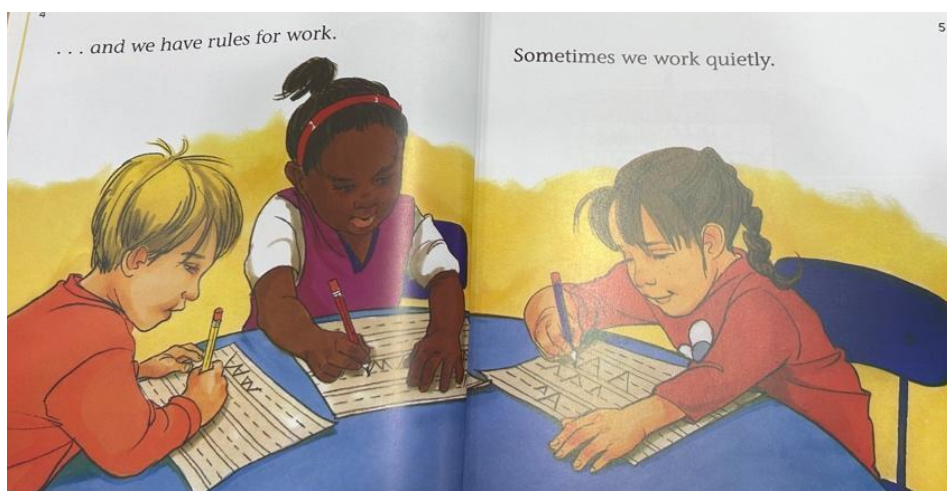 4
. . . and we have rules for work.
5
Sometimes we work quietly.